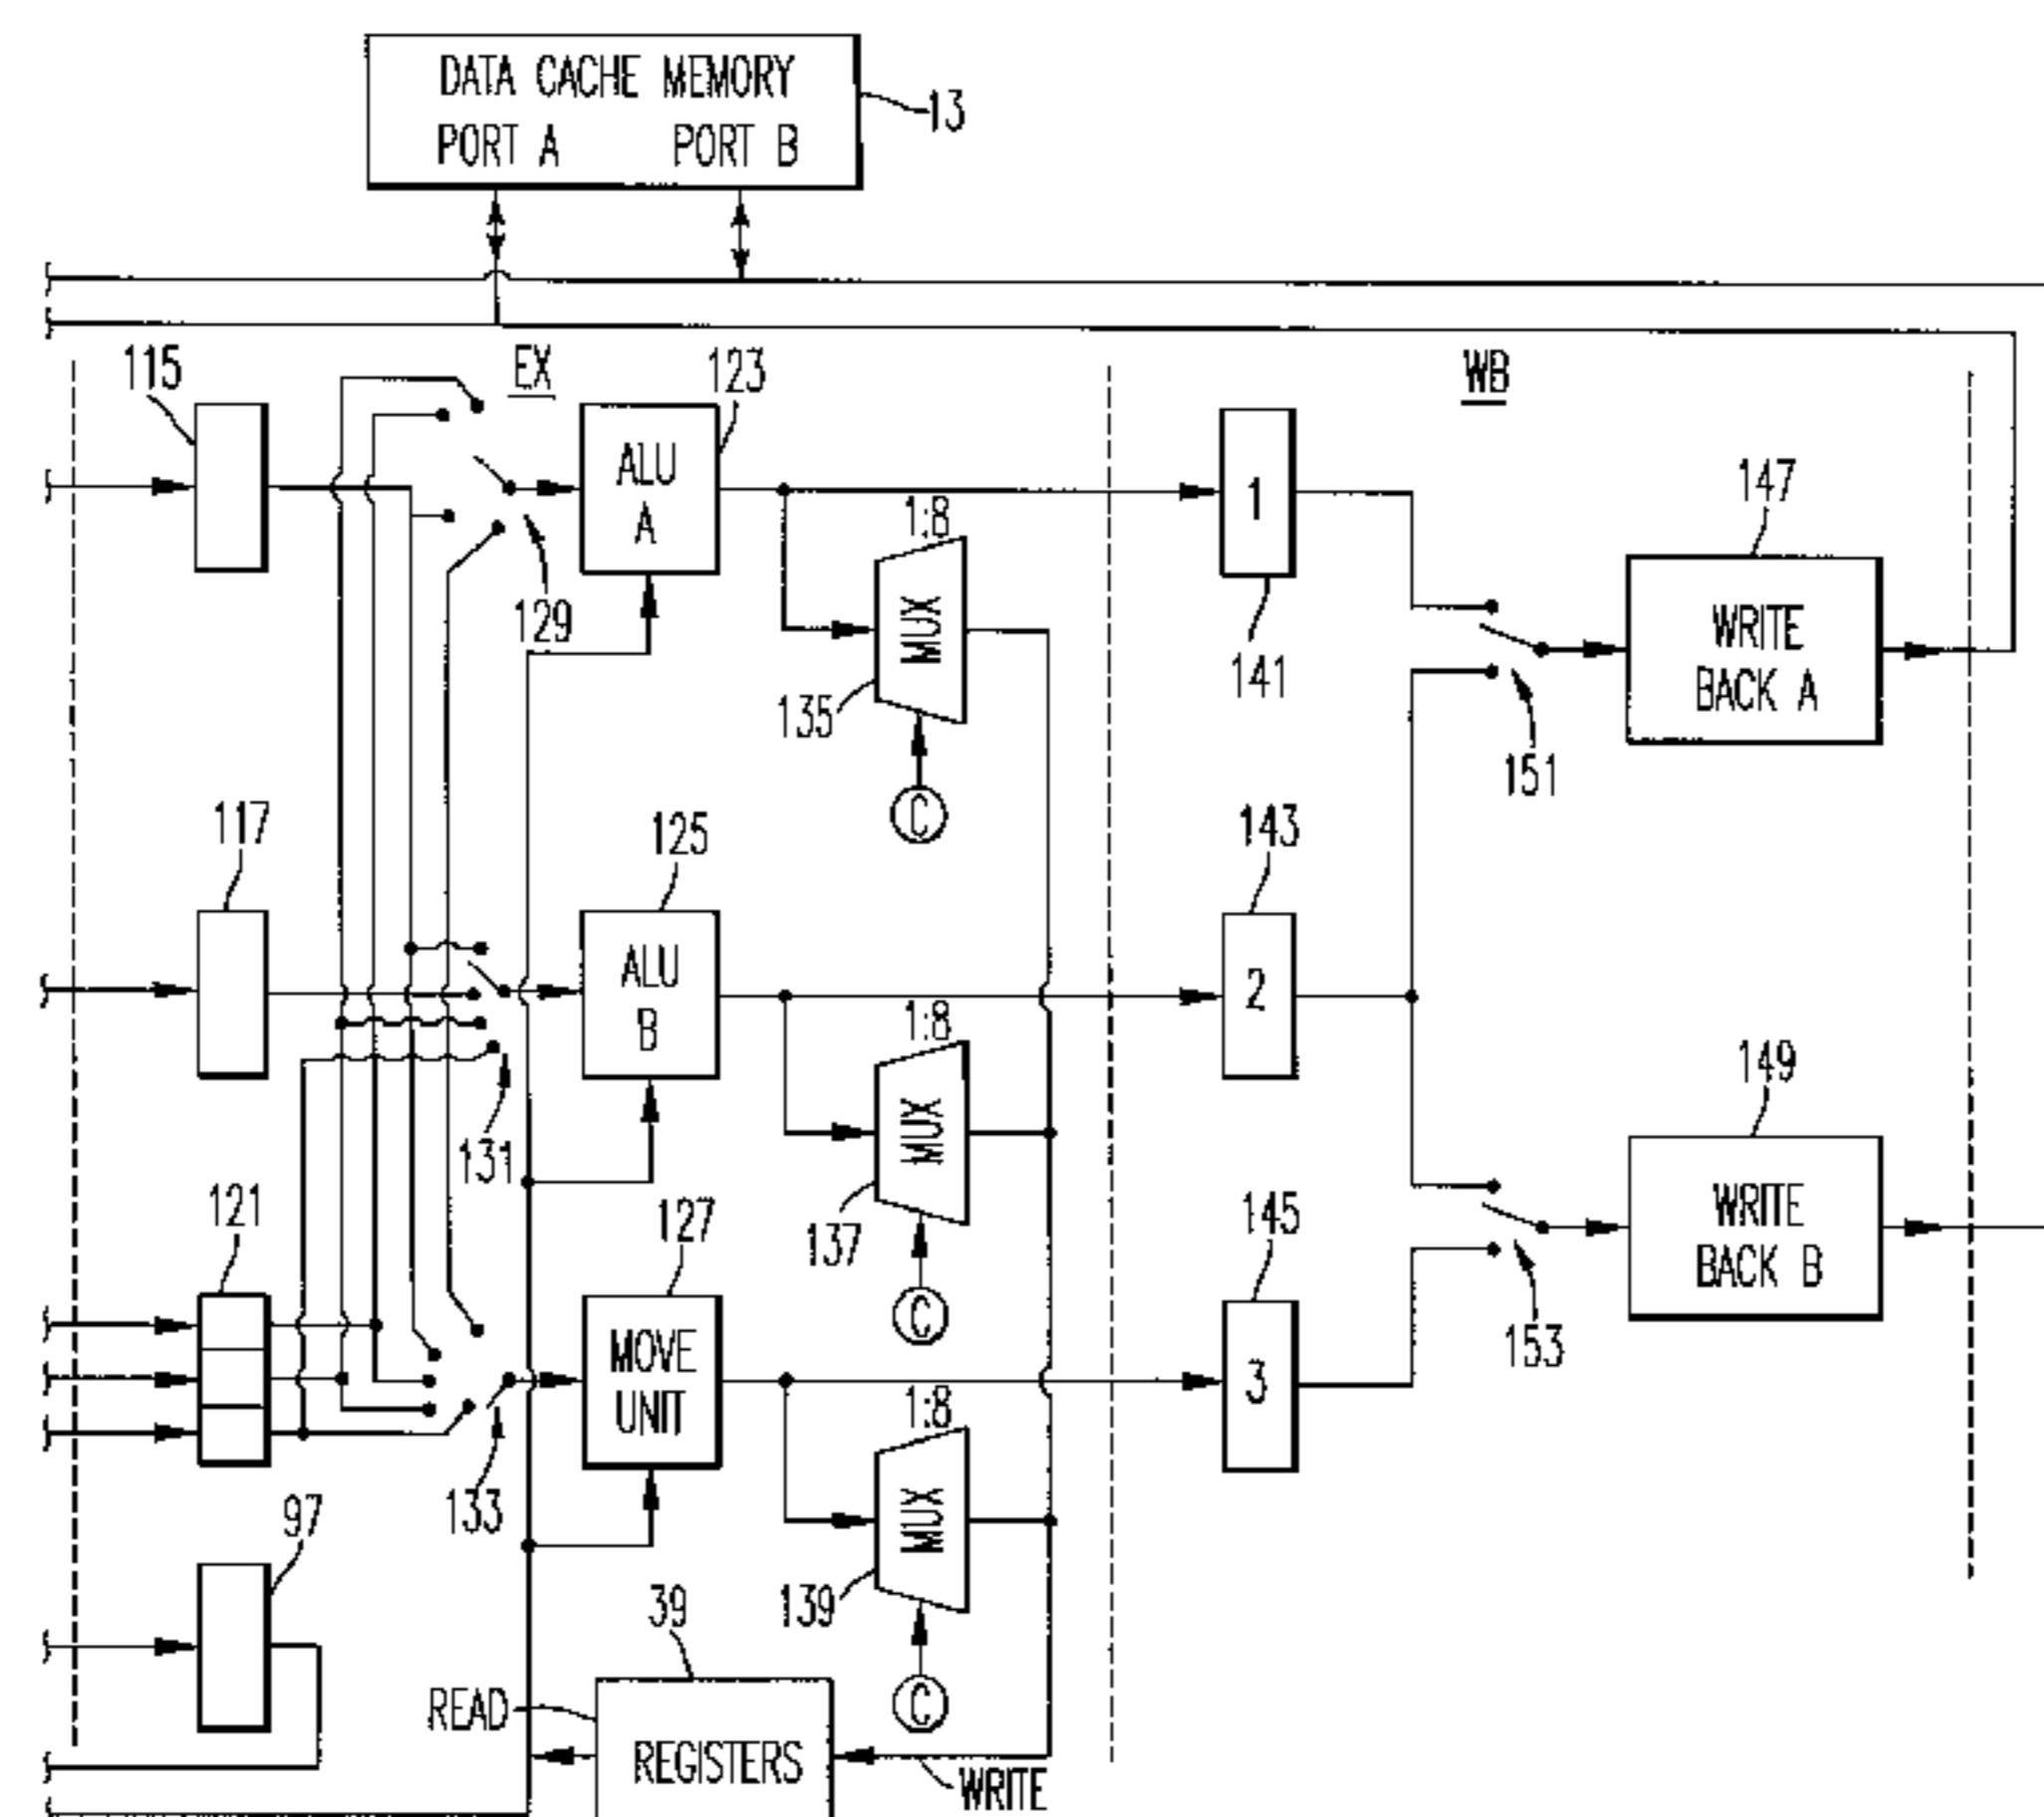 DATA CACHE MEMORY
PORT A PORT B
13
115
EX
123
WB
ALU
A
1:8
MUX
129
135
C
1
141
147
WRITE
BACK A
151
117
125
143
ALU
B
1:8
MUX
131
137
C
2
149
WRITE
BACK B
153
121
127
145
MOVE
UNIT
1:8
MUX
133
139
C
3
97
39
READ
REGISTERS
WRITE